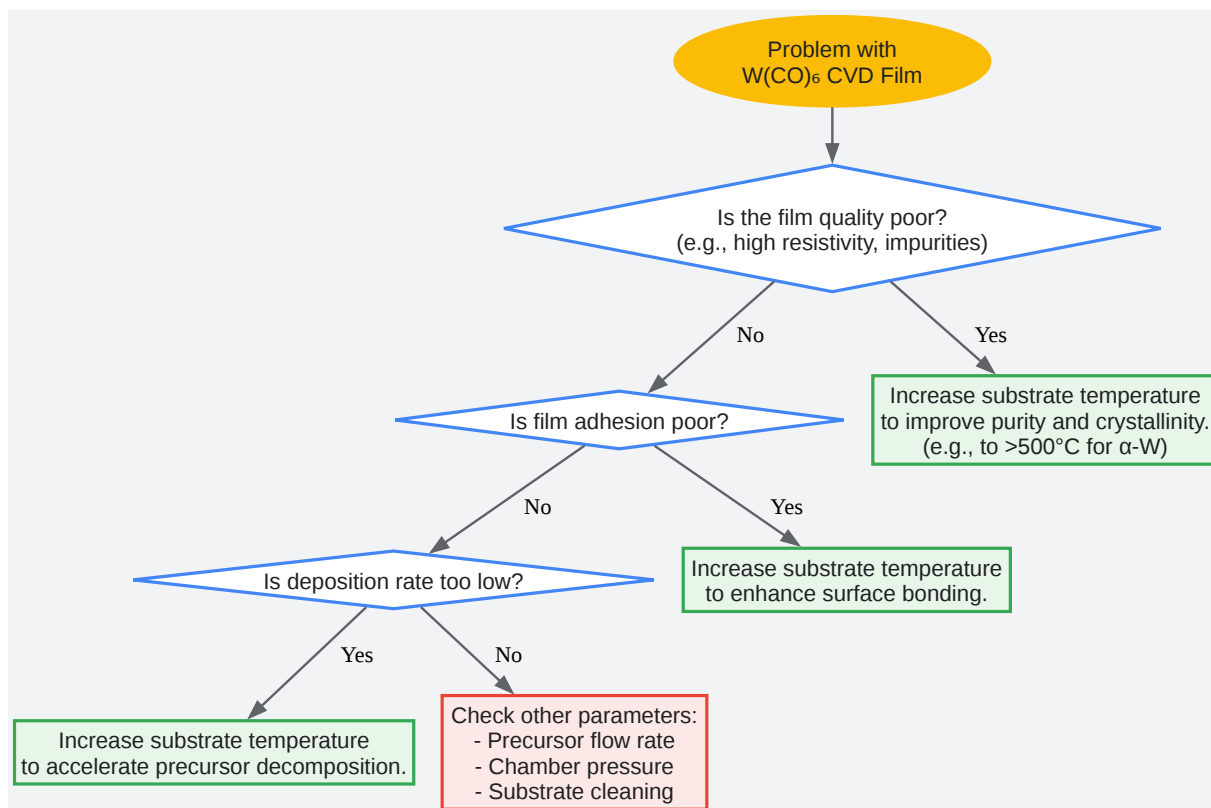 Problem with
W(CO)₆ CVD Film
Is the film quality poor?
(e.g., high resistivity, impurities)
No
Yes
Increase substrate temperature
to improve purity and crystallinity.
(e.g., to >500°C for α-W)
Is film adhesion poor?
No
Yes
Increase substrate temperature
to enhance surface bonding.
Is deposition rate too low?
Yes
No
Increase substrate temperature
to accelerate precursor decomposition.
Check other parameters:
- Precursor flow rate
- Chamber pressure
- Substrate cleaning